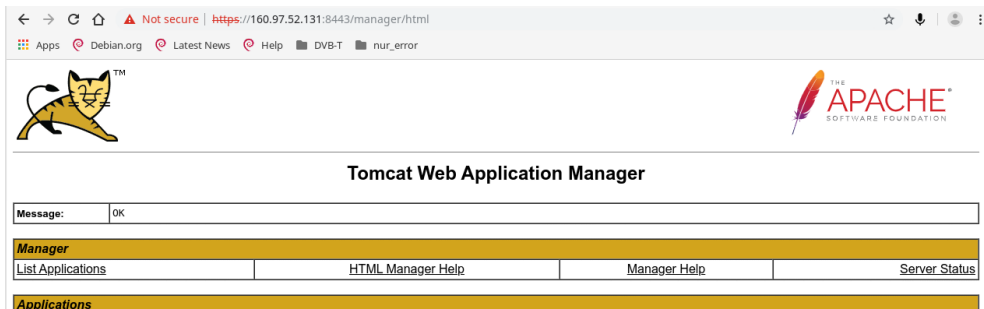 Not secure | https://160.97.52.131:8443/manager/html
Apps Debian.org Latest News Help DVB-T nur_error
TM
THE
APACHE®
SOFTWARE FOUNDATION
Tomcat Web Application Manager
Message: OK
Manager
List Applications HTML Manager Help Manager Help Server Status
Applications